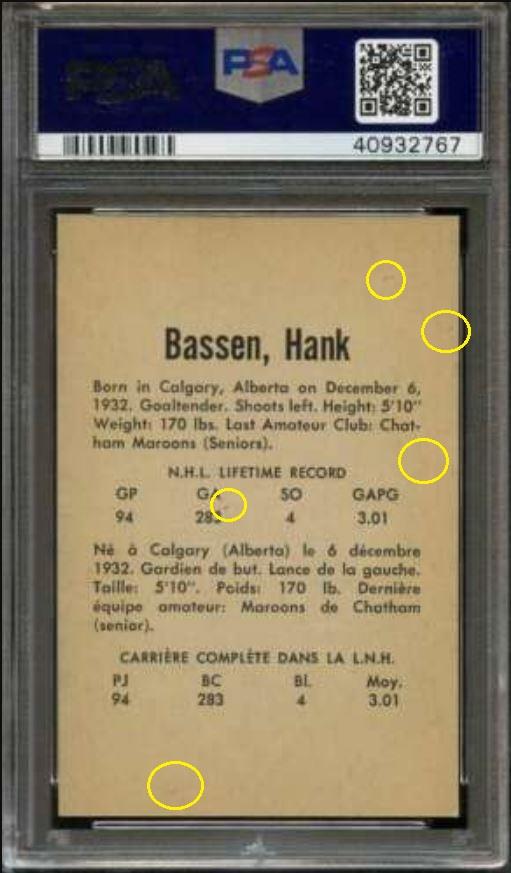 PSA
PSA
40932767
Bassen, Hank
Born in Calgary, Alberta on December 6,
1932. Goaltender. Shoots left. Height: 5'10"
Weight: 170 lbs. Last Amateur Club: Chat-
ham Maroons (Seniors).
N.H.L. LIFETIME RECORD
GP GA SO GAPG
94 283 4 3.01
Né à Calgary (Alberta) le 6 décembre
1932. Gardien de but. Lance de la gauche.
Taille: 5'10". Poids: 170 lb. Dernière
équipe amateur: Maroons de Chatham
(senior).
CARRIÈRE COMPLÈTE DANS LA L.N.H.
PJ BC Bl. Moy.
94 283 4 3.01